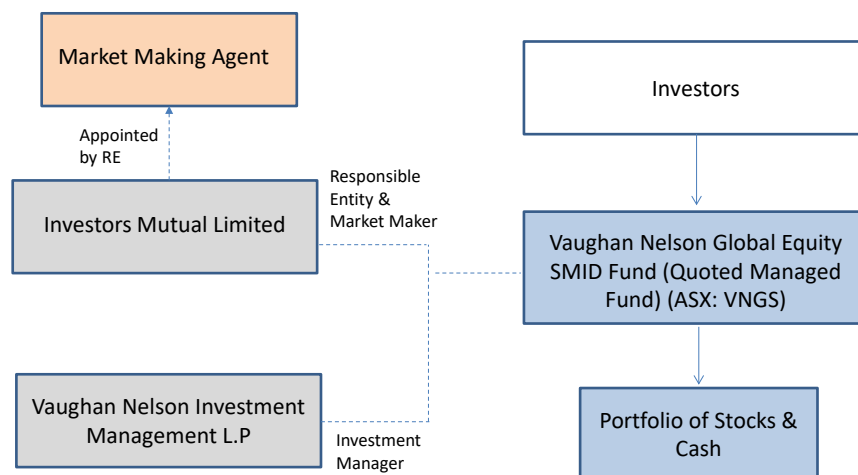 Market Making Agent
Investors
Appointed
by RE
Responsible
Entity &
Market Maker
Investors Mutual Limited
Vaughan Nelson Global Equity
SMID Fund (Quoted Managed
Fund) (ASX: VNGS)
Vaughan Nelson Investment
Management L.P
Investment
Manager
Portfolio of Stocks &
Cash